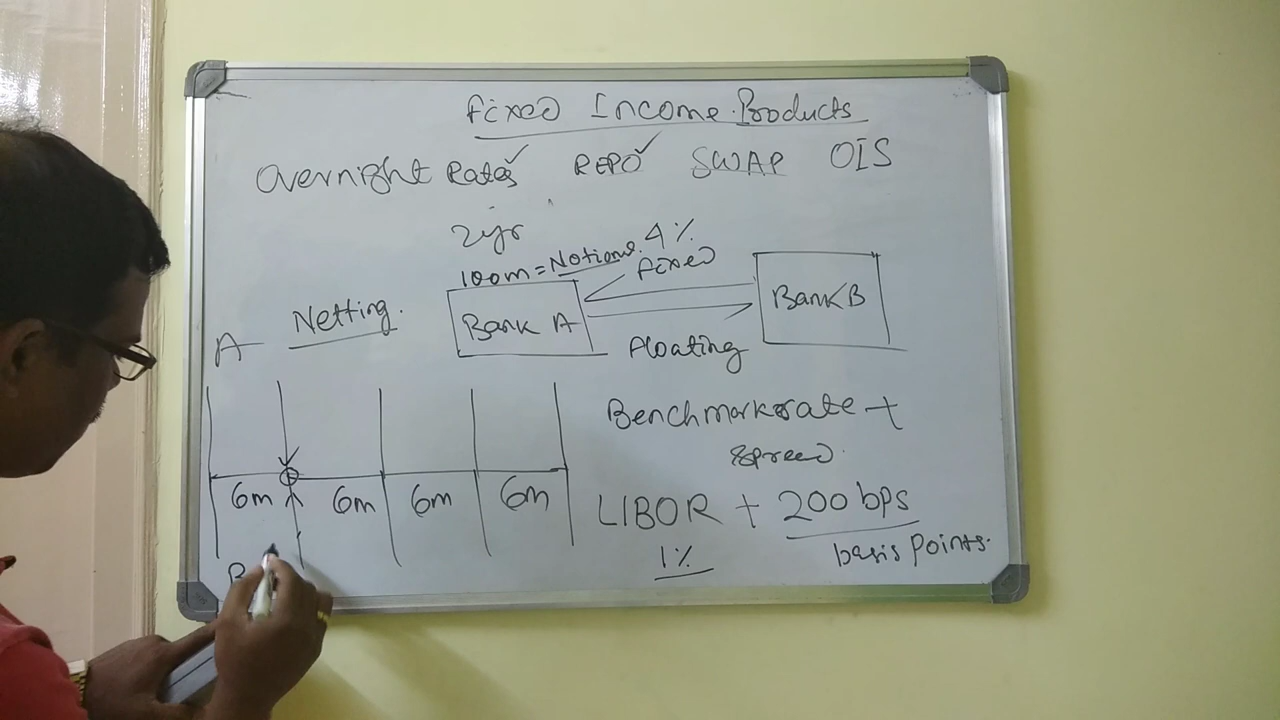 Fixed Income Products
Overnight Rates REPO SWAP OIS
2yr
100m = Notional 4%
Fixed
Netting.
Bank A
Bank B
A
Floating
Benchmark rate +
spread.
6m 6m 6m 6m
LIBOR + 200 bps
1%
basis points.
B